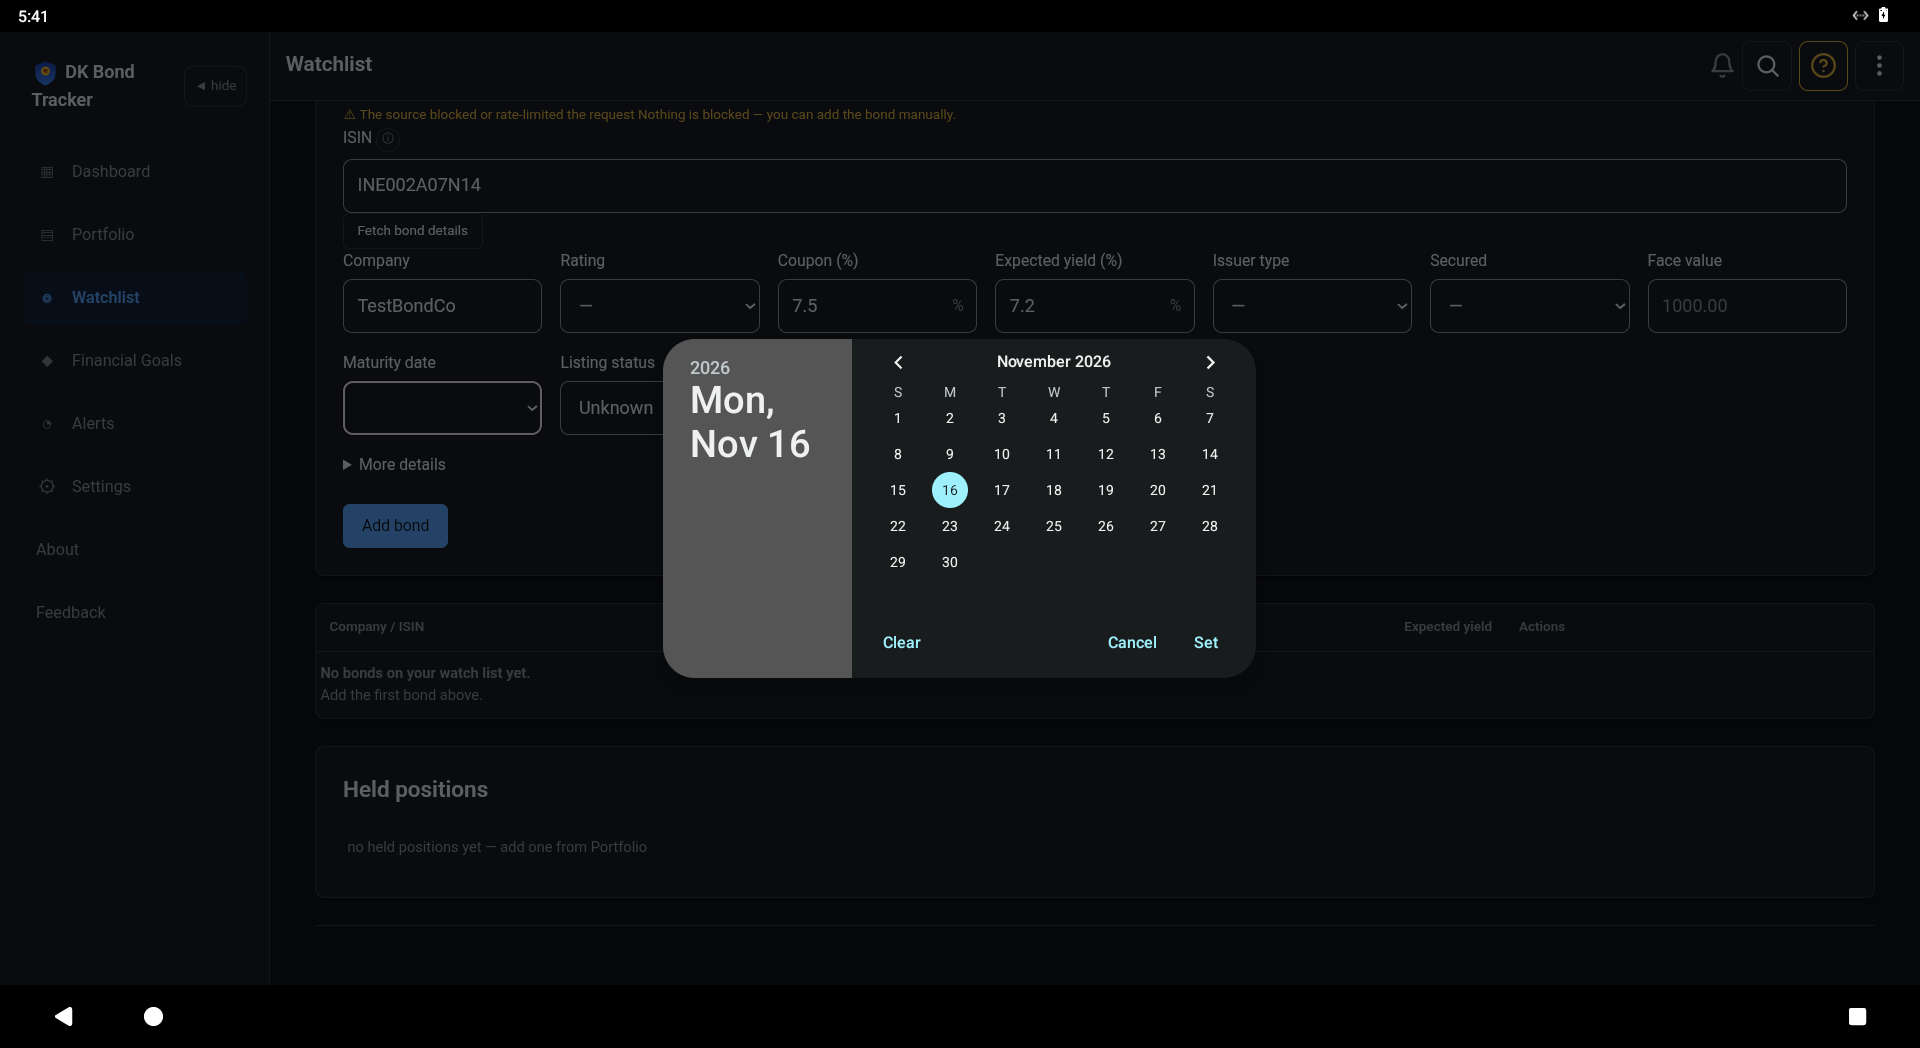 5:41
DK Bond
Tracker
◄ hide
Watchlist
Dashboard
Portfolio
Watchlist
Financial Goals
Alerts
Settings
About
Feedback
⚠ The source blocked or rate-limited the request Nothing is blocked — you can add the bond manually.
ISIN
INE002A07N14
Fetch bond details
Company
Rating
Coupon (%)
Expected yield (%)
Issuer type
Secured
Face value
TestBondCo
—
7.5 %
7.2 %
—
—
1000.00
Maturity date
Listing status
Unknown
▶ More details
Add bond
2026
Mon,
Nov 16
November 2026
S M T W T F S
1 2 3 4 5 6 7
8 9 10 11 12 13 14
15 16 17 18 19 20 21
22 23 24 25 26 27 28
29 30
Clear Cancel Set
Company / ISIN
Expected yield
Actions
No bonds on your watch list yet.
Add the first bond above.
Held positions
no held positions yet — add one from Portfolio